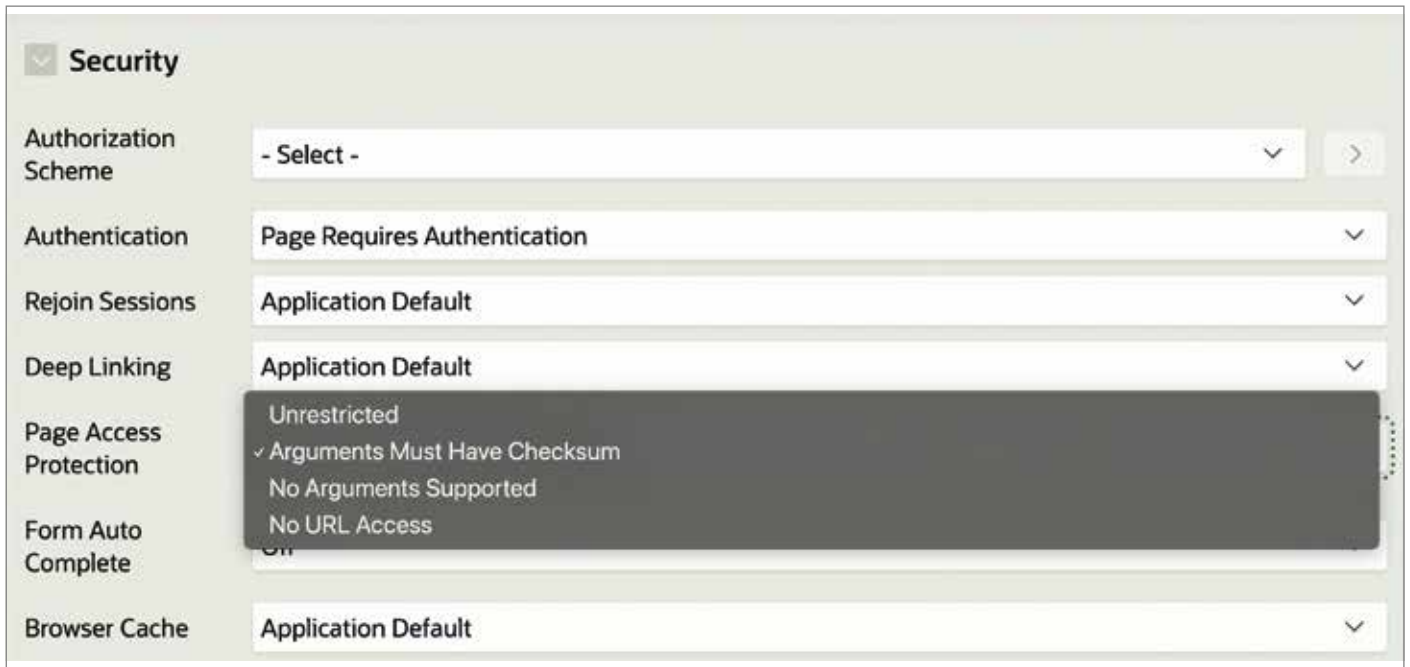 Security
Authorization
Scheme
- Select -
Authentication
Page Requires Authentication
Rejoin Sessions
Application Default
Deep Linking
Application Default
Page Access
Protection
Unrestricted
✓ Arguments Must Have Checksum
No Arguments Supported
No URL Access
Form Auto
Complete
Browser Cache
Application Default